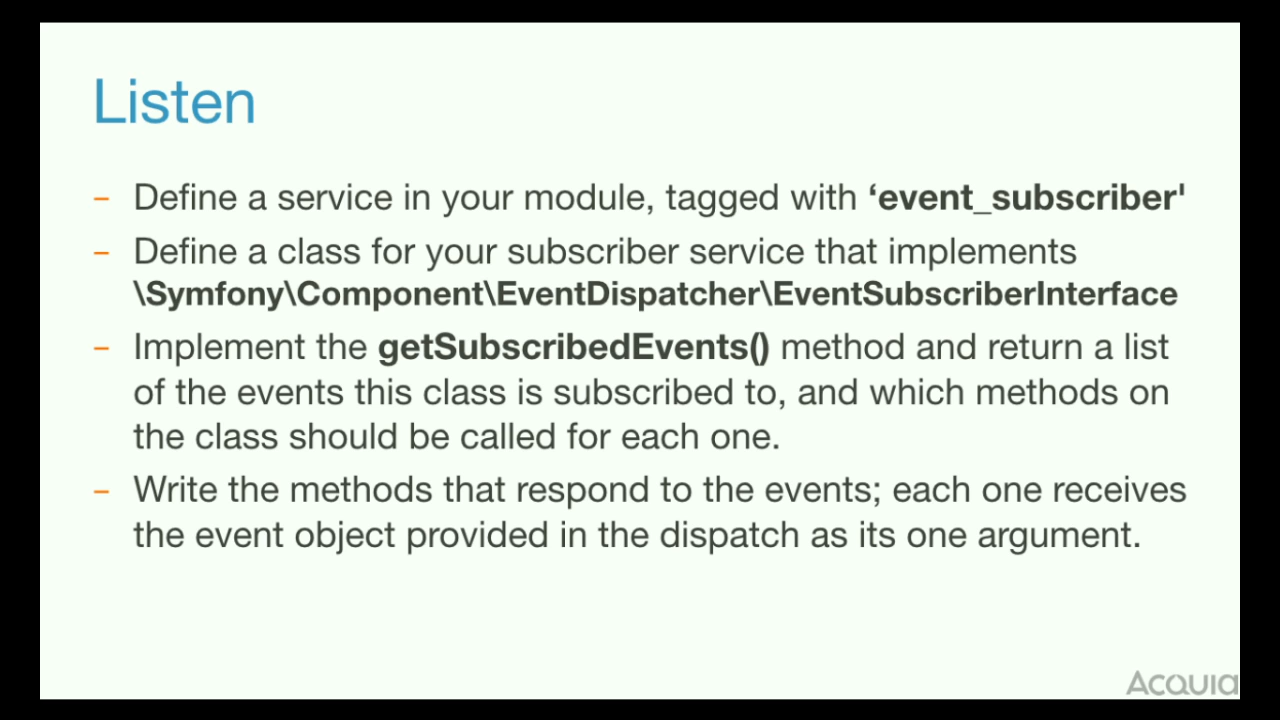 Listen
– Define a service in your module, tagged with ‘event_subscriber'
– Define a class for your subscriber service that implements
\Symfony\Component\EventDispatcher\EventSubscriberInterface
– Implement the getSubscribedEvents() method and return a list
of the events this class is subscribed to, and which methods on
the class should be called for each one.
– Write the methods that respond to the events; each one receives
the event object provided in the dispatch as its one argument.
Acquia